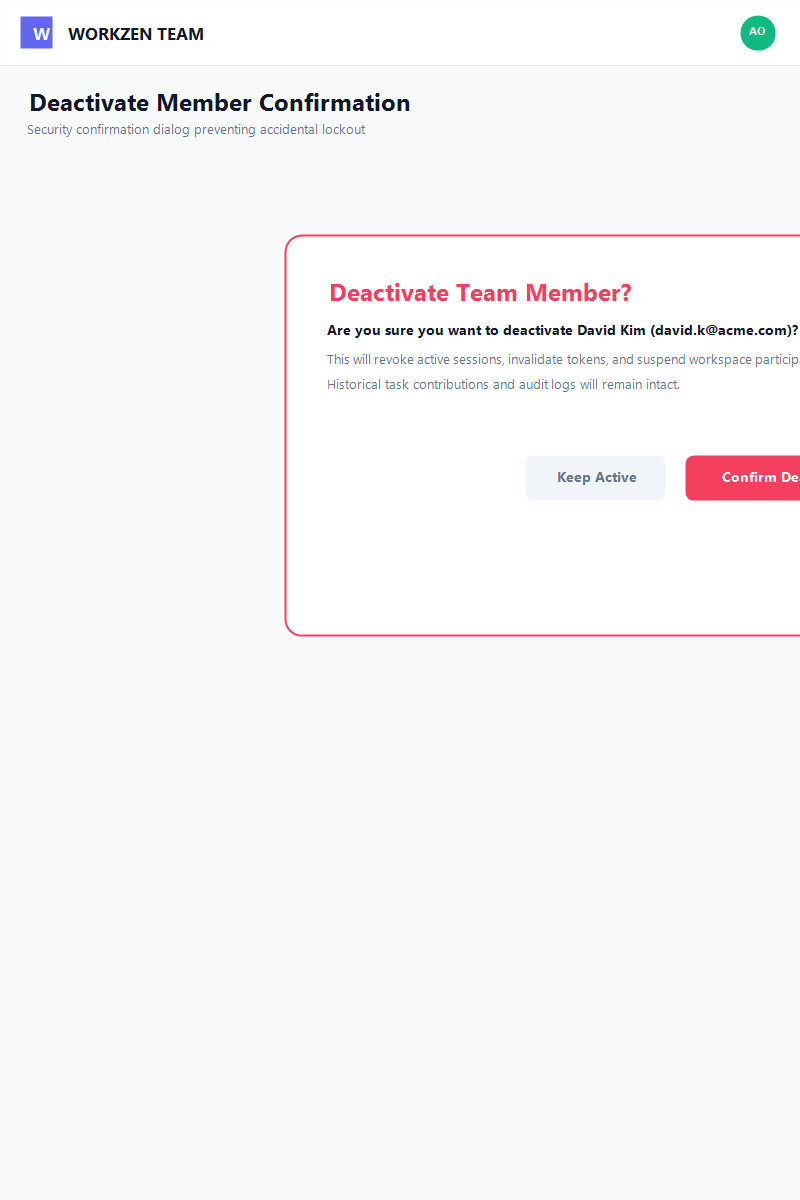 W WORKZEN TEAM AO
Deactivate Member Confirmation
Security confirmation dialog preventing accidental lockout
Deactivate Team Member?
Are you sure you want to deactivate David Kim (david.k@acme.com)?
This will revoke active sessions, invalidate tokens, and suspend workspace
Historical task contributions and audit logs will remain intact.
Keep Active Confirm